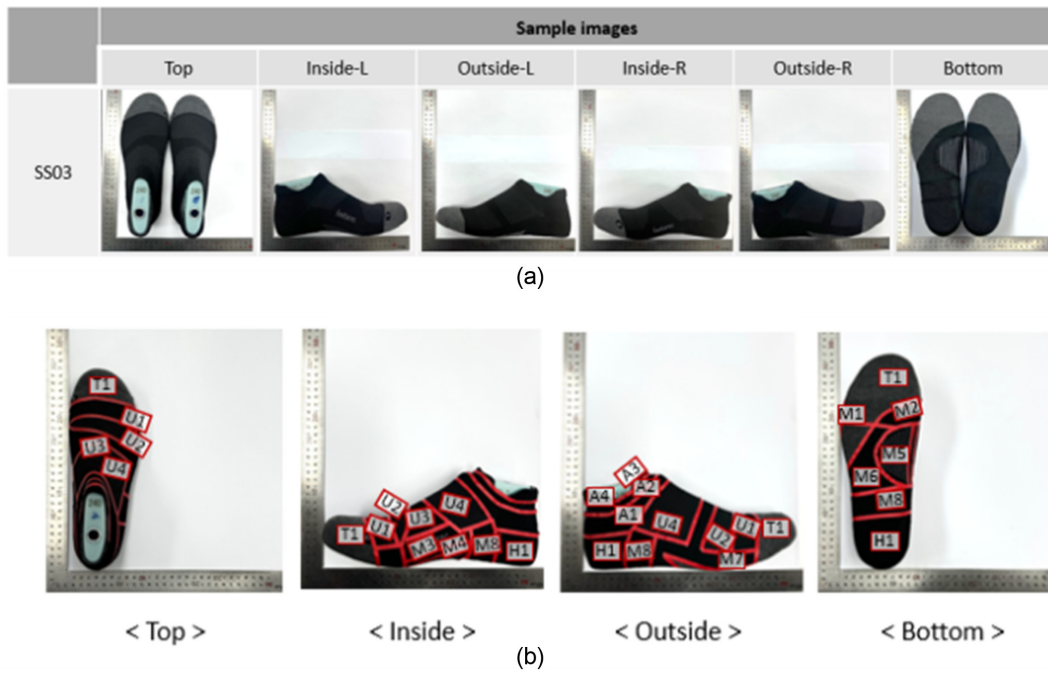 Sample images
Top Inside-L Outside-L Inside-R Outside-R Bottom
SS03
(a)
T1
U1
U2
U3
U4
T1
U1
U2
U3
U4
M3
M4
M8
H1
A3
A4
A2
A1
U4
U2
U1
T1
H1
M8
M7
T1
M1
M2
M5
M6
M8
H1
< Top > < Inside > < Outside > < Bottom >
(b)